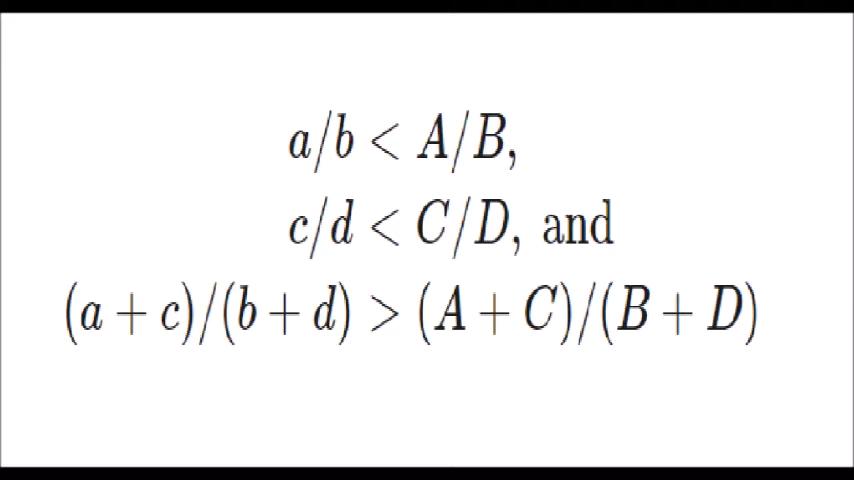 a/b < A/B,
c/d < C/D, and
(a + c)/(b + d) > (A + C)/(B + D)